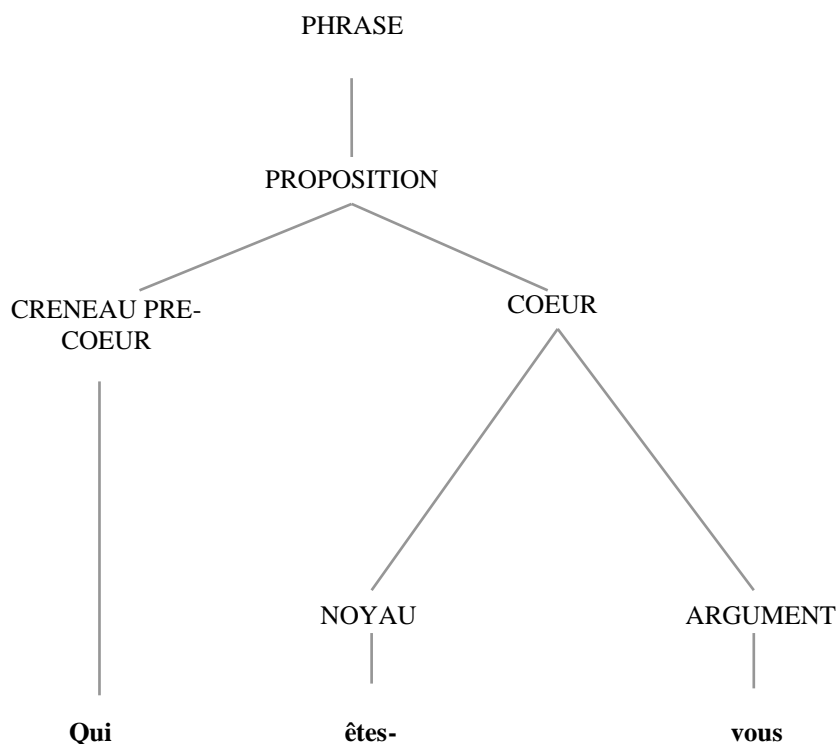 PHRASE
PROPOSITION
CRENEAU PRE-
COEUR
COEUR
NOYAU
ARGUMENT
Qui
êtes-
vous